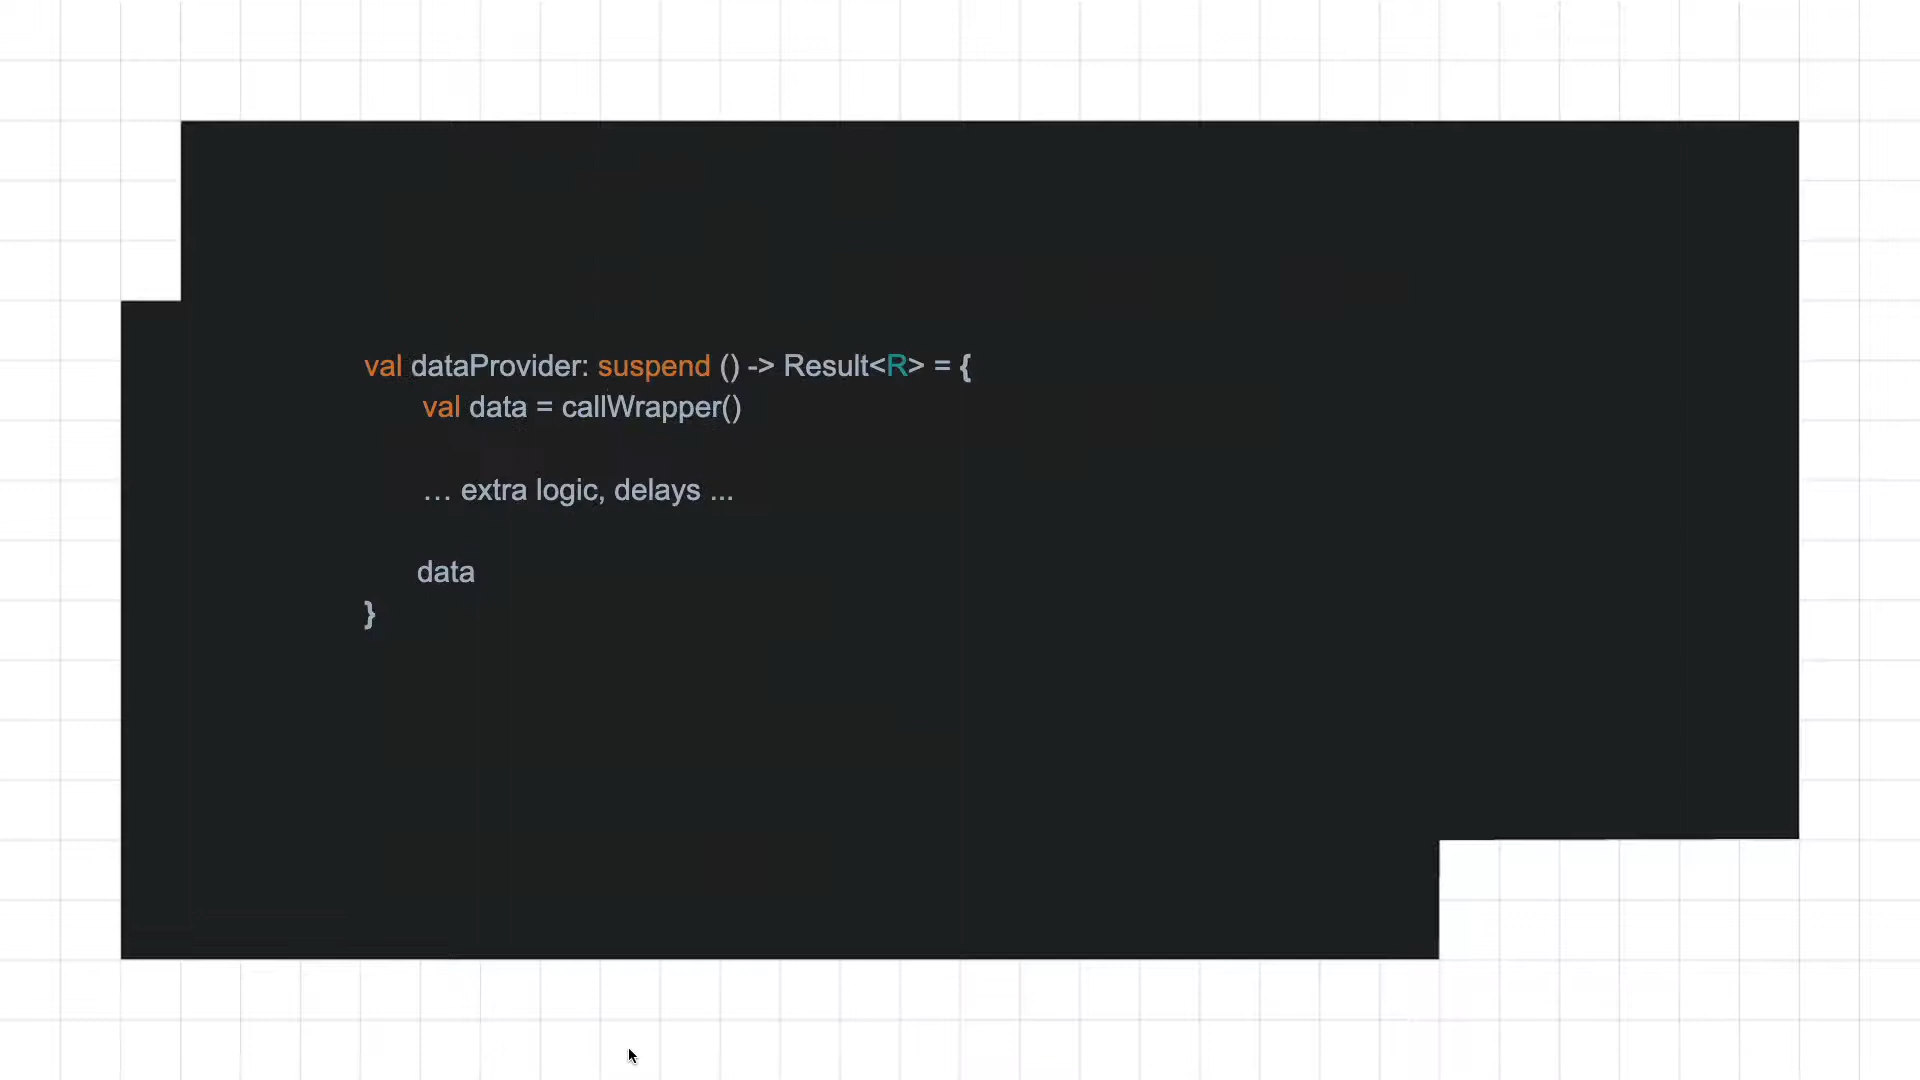 val dataProvider: suspend () -> Result<R> = {
val data = callWrapper()
… extra logic, delays ...
data
}